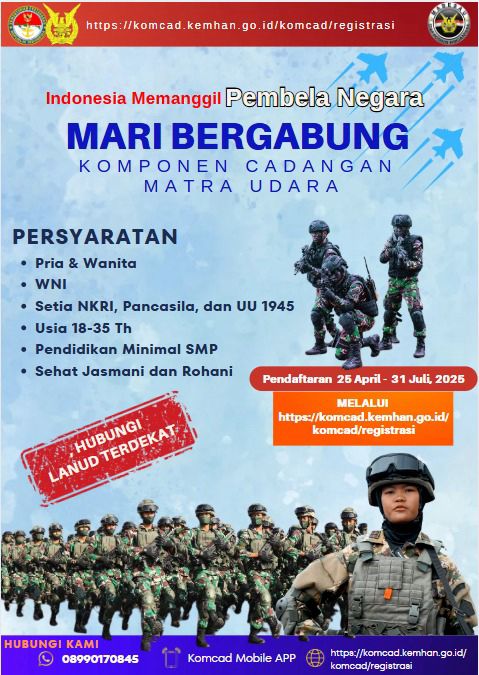 https://komcad.kemhan.go.id/komcad/registrasi
Indonesia Memanggil Pembela Negara
MARI BERGABUNG
KOMPONEN CADANGAN
MATRA UDARA
PERSYARATAN
• Pria & Wanita
• WNI
• Setia NKRI, Pancasila, dan UU 1945
• Usia 18-35 Th
• Pendidikan Minimal SMP
• Sehat Jasmani dan Rohani
Pendaftaran 25 April - 31 Juli, 2025
MELALUI
https://komcad.kemhan.go.id/
komcad/registrasi
HUBUNGI
LANUD TERDEKAT
HUBUNGI KAMI
08990170845
Komcad Mobile APP
https://komcad.kemhan.go.id/
komcad/registrasi